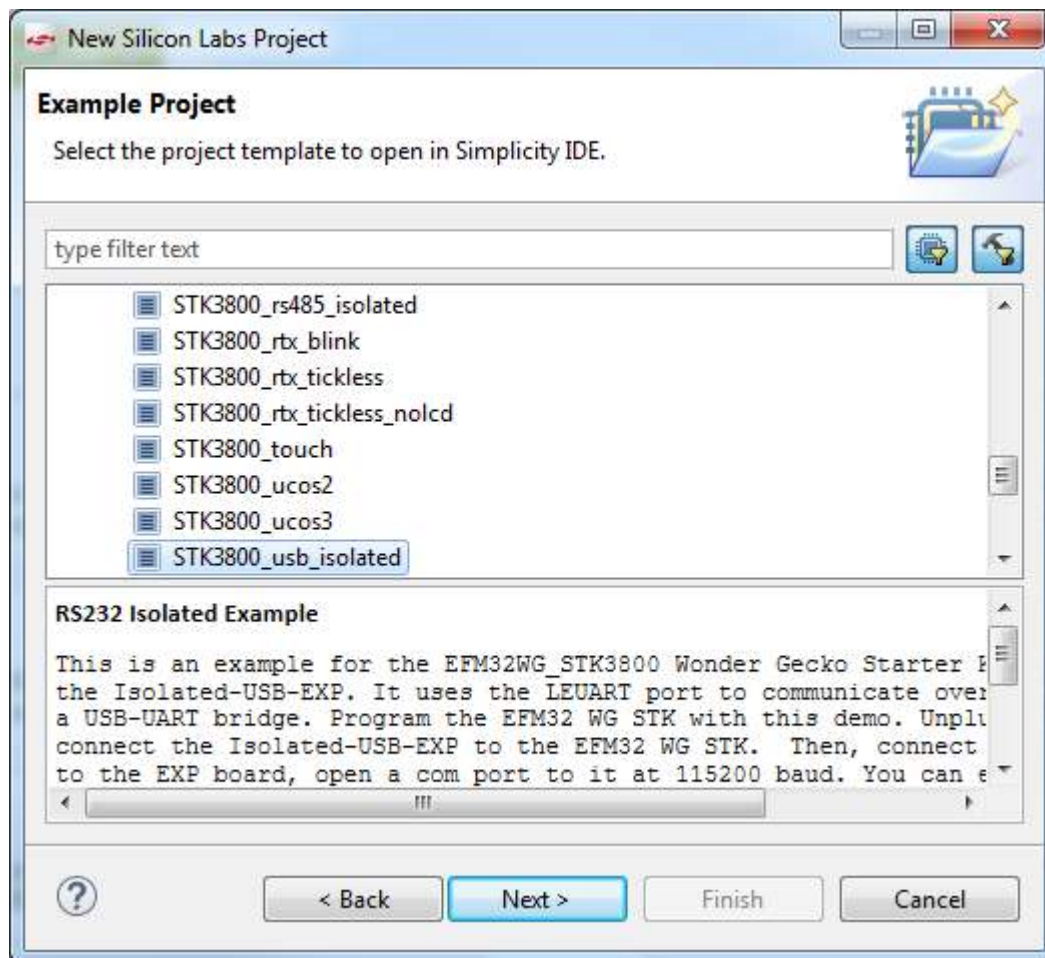 New Silicon Labs Project
Example Project
Select the project template to open in Simplicity IDE.
type filter text
STK3800_rs485_isolated
STK3800_rtx_blink
STK3800_rtx_tickless
STK3800_rtx_tickless_nolcd
STK3800_touch
STK3800_ucos2
STK3800_ucos3
STK3800_usb_isolated
RS232 Isolated Example
This is an example for the EFM32WG_STK3800 Wonder Gecko Starter
the Isolated-USB-EXP. It uses the LEUART port to communicate over
a USB-UART bridge. Program the EFM32 WG STK with this demo. Unplu
connect the Isolated-USB-EXP to the EFM32 WG STK. Then, connect
to the EXP board, open a com port to it at 115200 baud. You can
?
< Back
Next >
Finish
Cancel